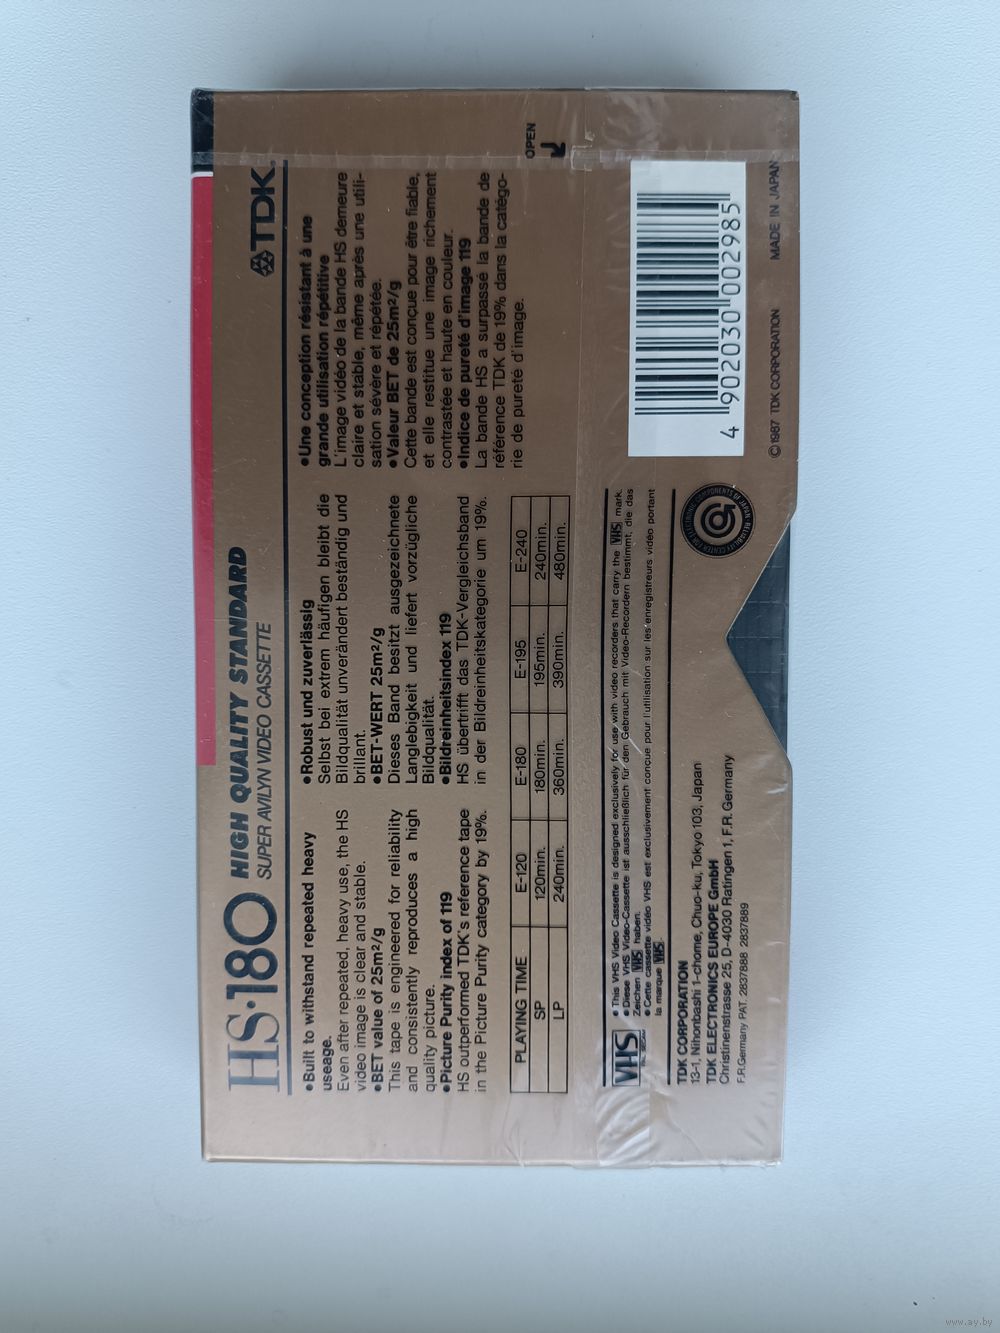 HS•180 HIGH QUALITY STANDARD
SUPER AVILYN VIDEO CASSETTE
TDK®
•Built to withstand repeated heavy
useage.
Even after repeated, heavy use, the HS
video image is clear and stable.
•BET value of 25m²/g
This tape is engineered for reliability
and consistently reproduces a high
quality picture.
•Picture Purity index of 119
HS outperformed TDK's reference tape
in the Picture Purity category by 19%.
•Robust und zuverlässig
Selbst bei extrem häufigen bleibt die
Bildqualität unverändert beständig und
brillant.
•BET-WERT 25m²/g
Dieses Band besitzt ausgezeichnete
Langlebigkeit und liefert vorzügliche
Bildqualität.
•Bildreinheitsindex 119
HS übertrifft das TDK-Vergleichsband
in der Bildreinheitskategorie um 19%.
•Une conception résistant à une
grande utilisation répétitive
L'image vidéo de la bande HS demeure
claire et stable, même après une utili-
sation sévère et répétée.
•Valeur BET de 25m²/g
Cette bande est conçue pour être fiable,
et elle restitue une image richement
contrastée et haute en couleur.
•Indice de pureté d'image 119
La bande HS a surpassé la bande de
référence TDK de 19% dans la catégo-
rie de pureté d'image.
OPEN
PLAYING TIME E-120 E-180 E-195 E-240
SP 120min. 180min. 195min. 240min.
LP 240min. 360min. 390min. 480min.
VHS
•This VHS Video Cassette is designed exclusively for use with video recorders that carry the VHS mark.
•Diese VHS Video-Cassette ist ausschließlich für den Gebrauch mit Video-Recordern bestimmt, die das
Zeichen VHS haben.
•Cette cassette vidéo VHS est exclusivement conçue pour l'utilisation sur les enregistreurs vidéo portant
la marque VHS.
TDK CORPORATION
13-1, Nihonbashi 1-chome, Chuo-ku, Tokyo 103, Japan
TDK ELECTRONICS EUROPE GmbH
Christinenstrasse 25, D-4030 Ratingen 1, F.R. Germany
F.R.Germany PAT. 2837888 2837889
RELIABILITY CENTER FOR ELECTRONIC COMPONENTS OF JAPAN
4 902030 002985
©1987 TDK CORPORATION MADE IN JAPAN
www.ay.by